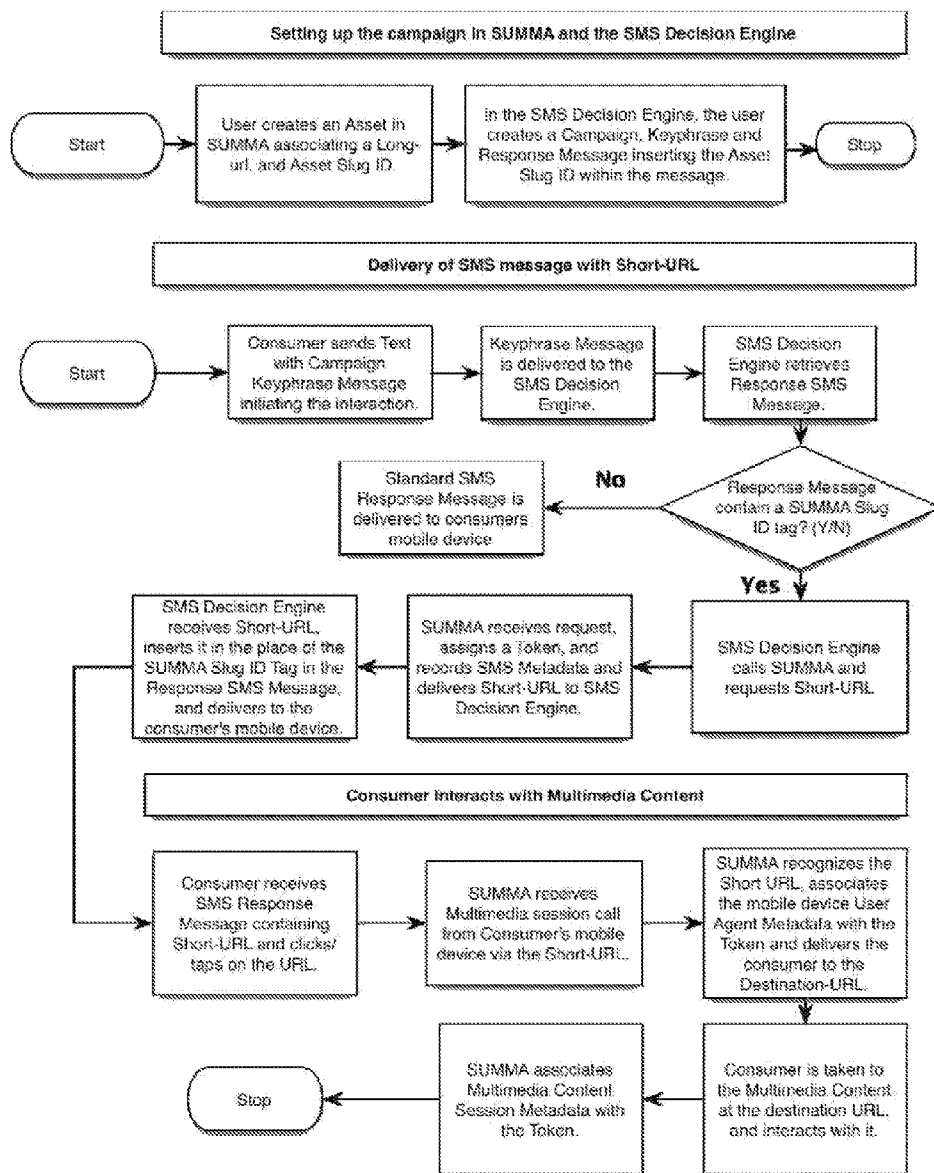 Setting up the campaign in SUMMA and the SMS Decision Engine
Start
User creates an Asset in
SUMMA associating a Long-
url, and Asset Slug ID.
In the SMS Decision Engine, the user
creates a Campaign, Keyphrase and
Response Message inserting the Asset
Slug ID within the message.
Stop
Delivery of SMS message with Short-URL
Start
Consumer sends Text
with Campaign
Keyphrase Message
initiating the interaction.
Keyphrase Message
is delivered to the
SMS Decision
Engine.
SMS Decision
Engine retrieves
Response SMS
Message.
No
Standard SMS
Response Message is
delivered to consumers
mobile device
Response Message
contain a SUMMA Slug
ID tag? (Y/N)
Yes
SMS Decision Engine
calls SUMMA and
requests Short-URL
SUMMA receives request,
assigns a Token, and
records SMS Metadata and
delivers Short-URL to SMS
Decision Engine.
SMS Decision Engine
receives Short-URL,
inserts it in the place of the
SUMMA Slug ID Tag in the
Response SMS Message,
and delivers to the
consumer's mobile device.
Consumer Interacts with Multimedia Content
Consumer receives
SMS Response
Message containing
Short-URL and clicks/
taps on the URL.
SUMMA receives
Multimedia session call
from Consumer's mobile
device via the Short-URL.
SUMMA recognizes the
Short URL, associates
the mobile device User
Agent Metadata with the
Token and delivers the
consumer to the
Destination-URL.
Consumer is taken to
the Multimedia Content
at the destination URL,
and interacts with it.
SUMMA associates
Multimedia Content
Session Metadata with
the Token.
Stop